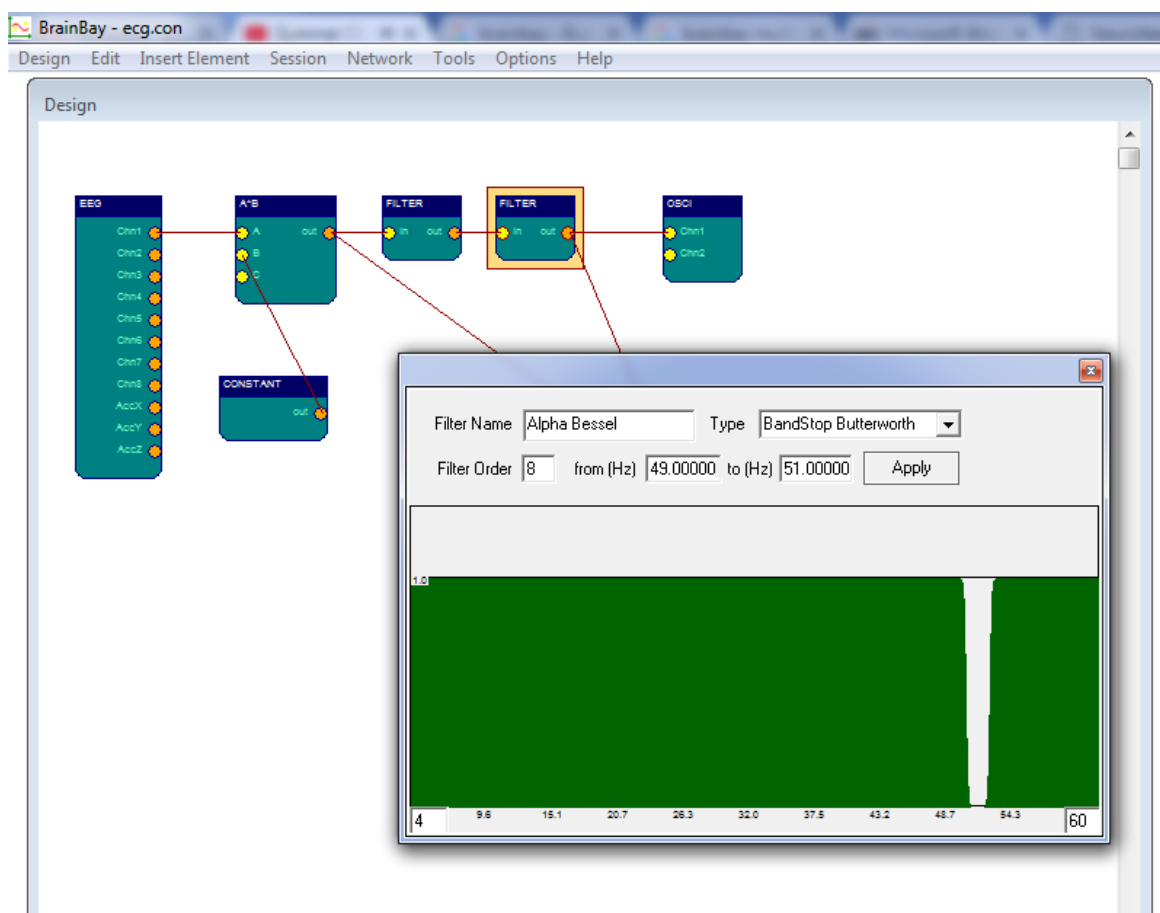 BrainBay - ecg.con
Design Edit Insert Element Session Network Tools Options Help
Design
EEG
Chn1
Chn2
Chn3
Chn4
Chn5
Chn6
Chn7
Chn8
AccX
AccY
AccZ
A*B
A out
B
C
CONSTANT
out
FILTER
In out
FILTER
In out
OSCI
Chn1
Chn2
Filter Name Alpha Bessel Type BandStop Butterworth
Filter Order 8 from (Hz) 49.00000 to (Hz) 51.00000 Apply
1.0
4 9.6 15.1 20.7 26.3 32.0 37.5 43.2 48.7 54.3 60